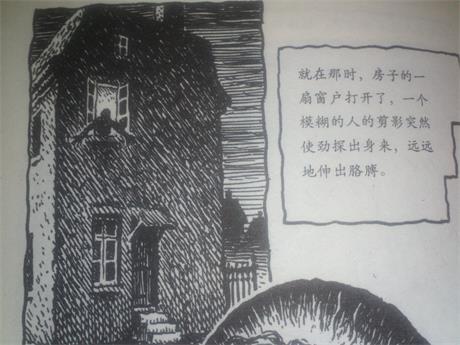 就在那时，房子的一
扇窗户打开了，一个
模糊的人的剪影突然
使劲探出身来，远远
地伸出胳膊。